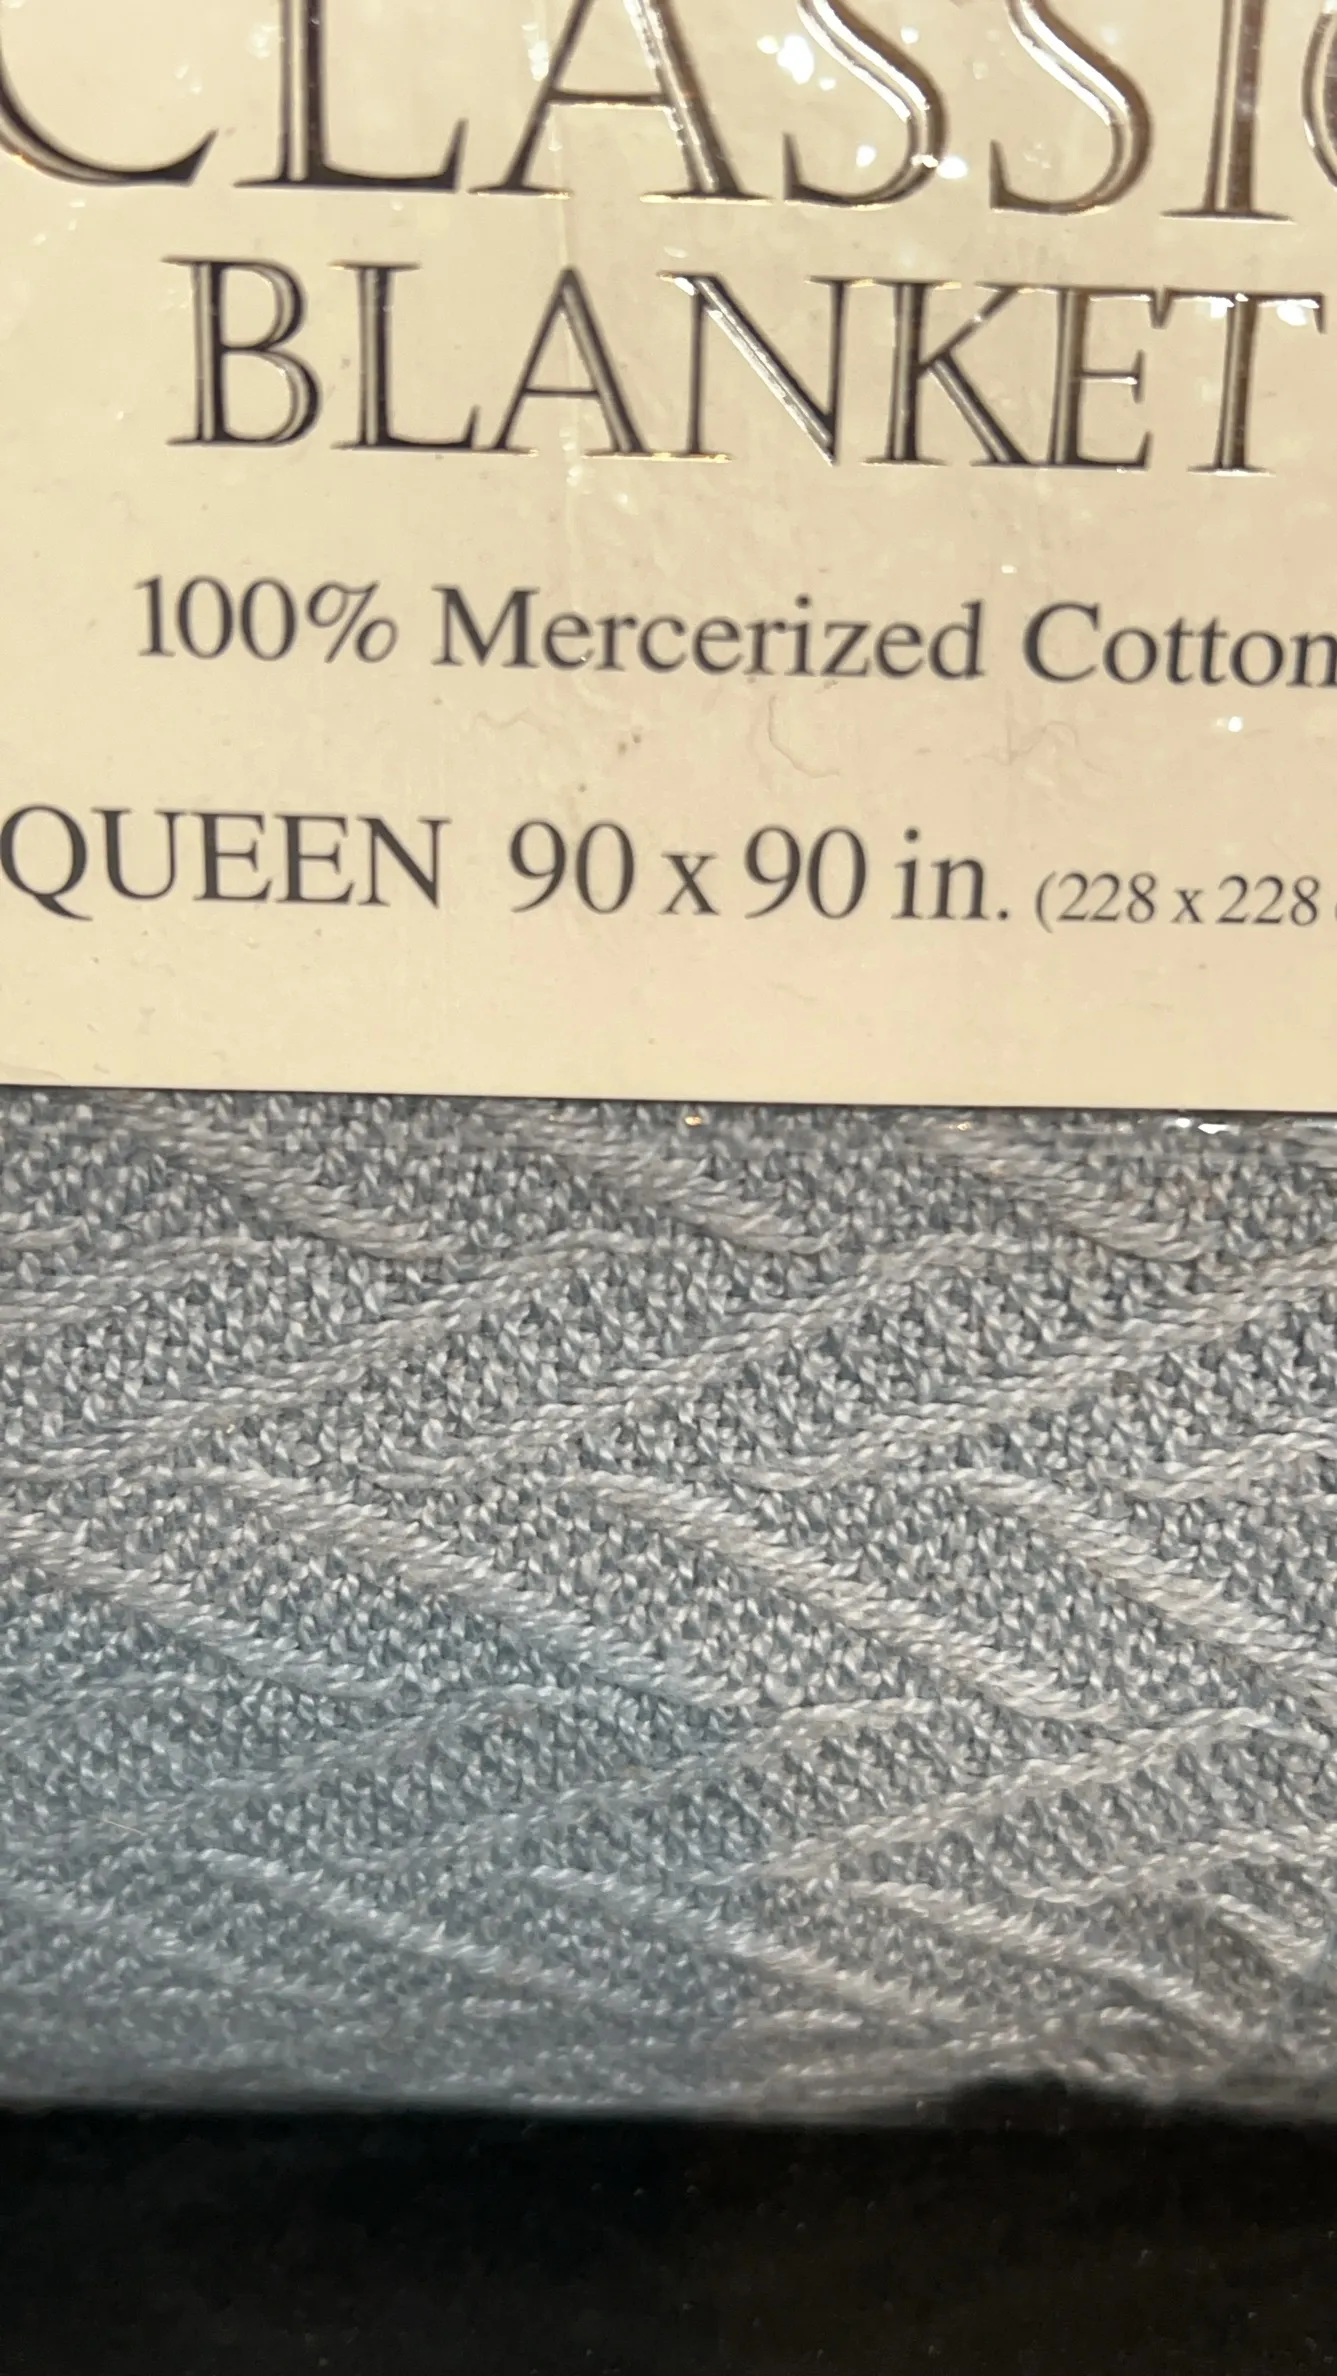 CLASSIC
BLANKET
100% Mercerized Cotton
QUEEN 90 x 90 in. (228 x 228